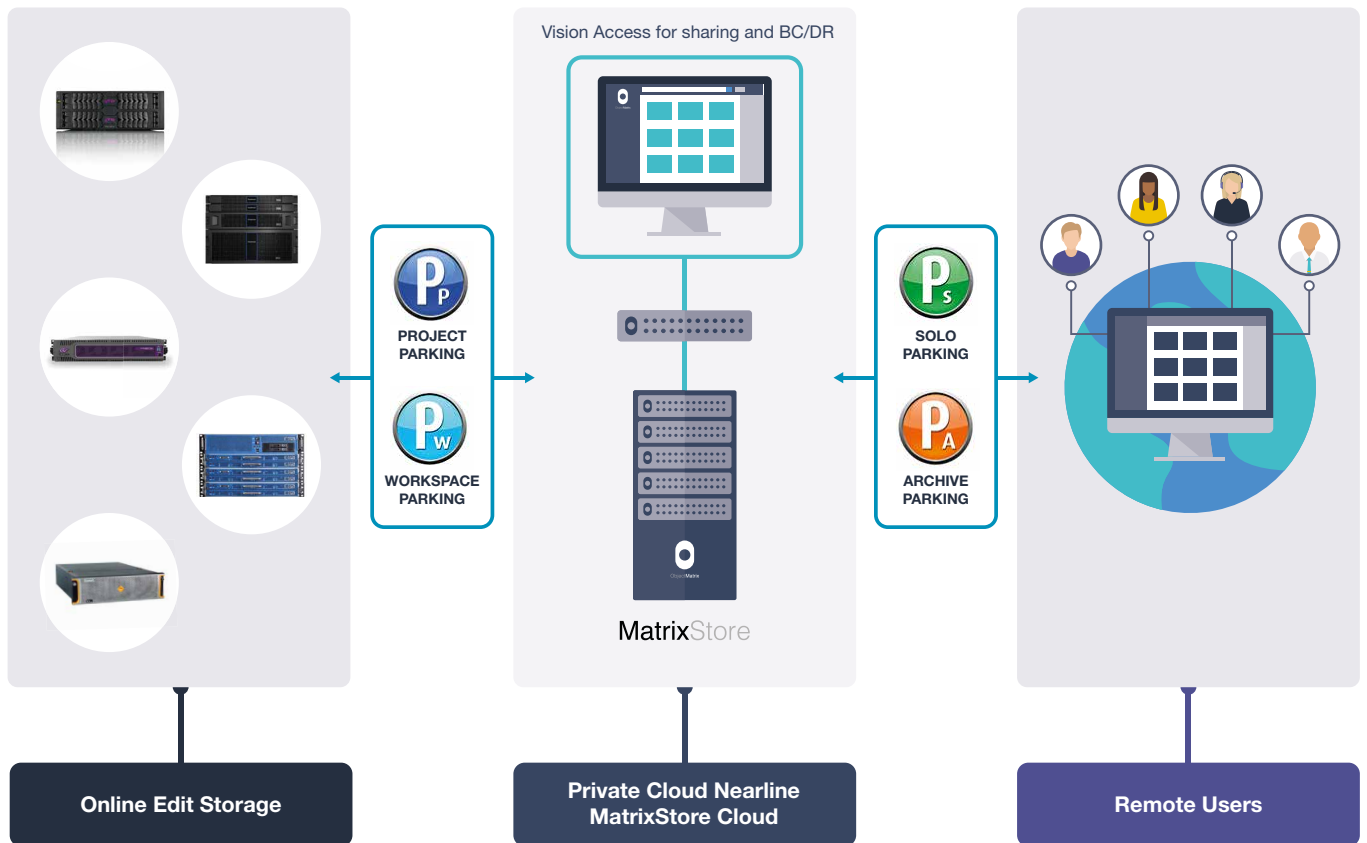 Vision Access for sharing and BC/DR
P
P
PROJECT
PARKING
P
W
WORKSPACE
PARKING
P
S
SOLO
PARKING
P
A
ARCHIVE
PARKING
ObjectMatrix
MatrixStore
Online Edit Storage
Private Cloud Nearline
MatrixStore Cloud
Remote Users